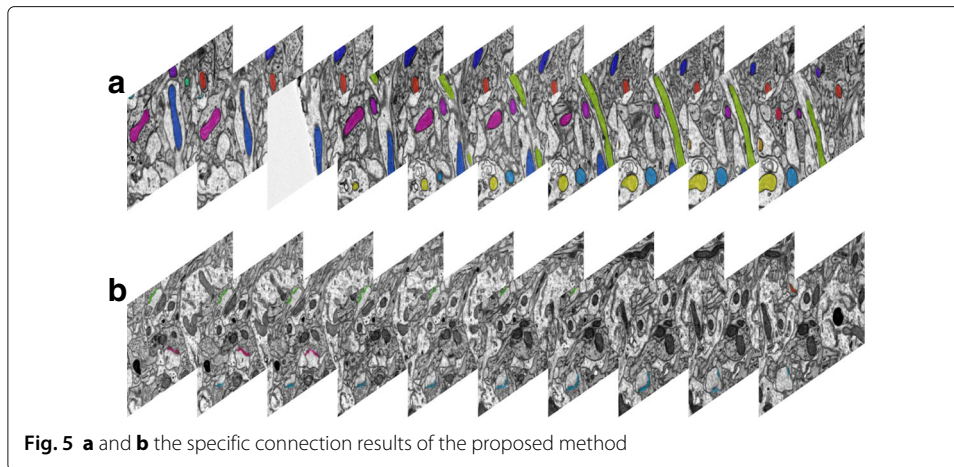 a
b
Fig. 5 a and b the specific connection results of the proposed method